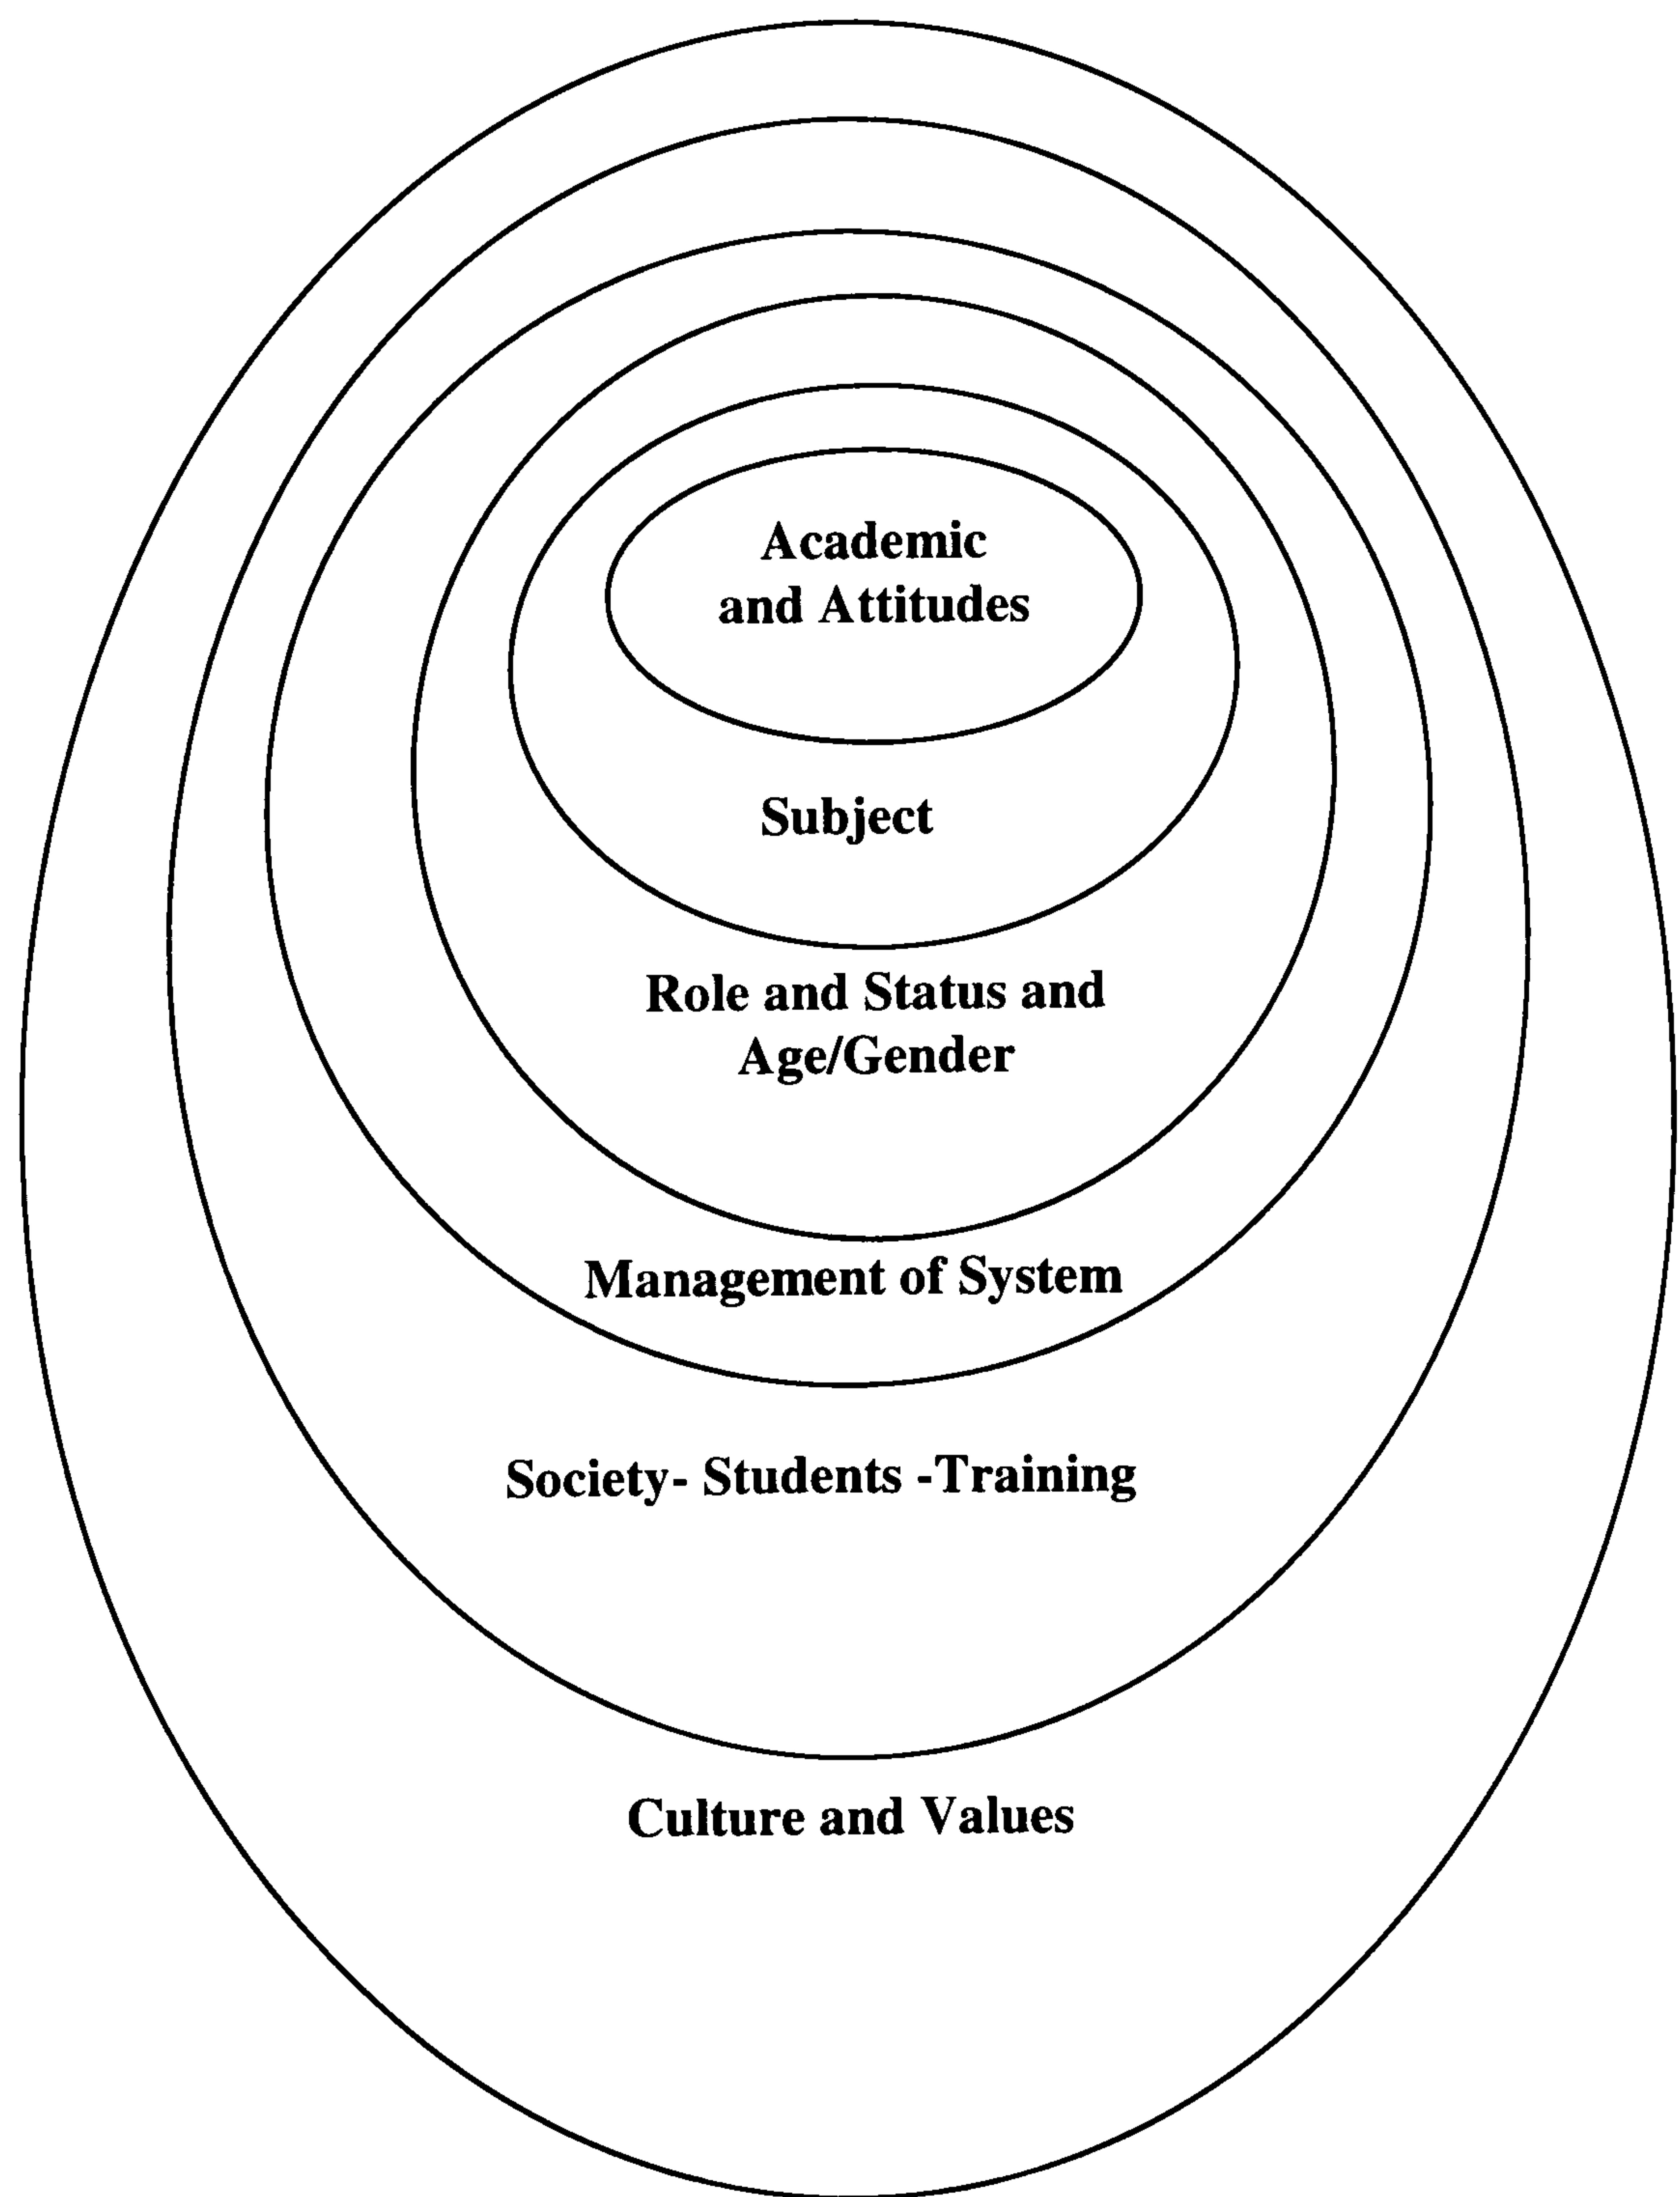 Academic
and Attitudes
Subject
Role and Status and
Age/Gender
Management of System
Society- Students -Training
Culture and Values